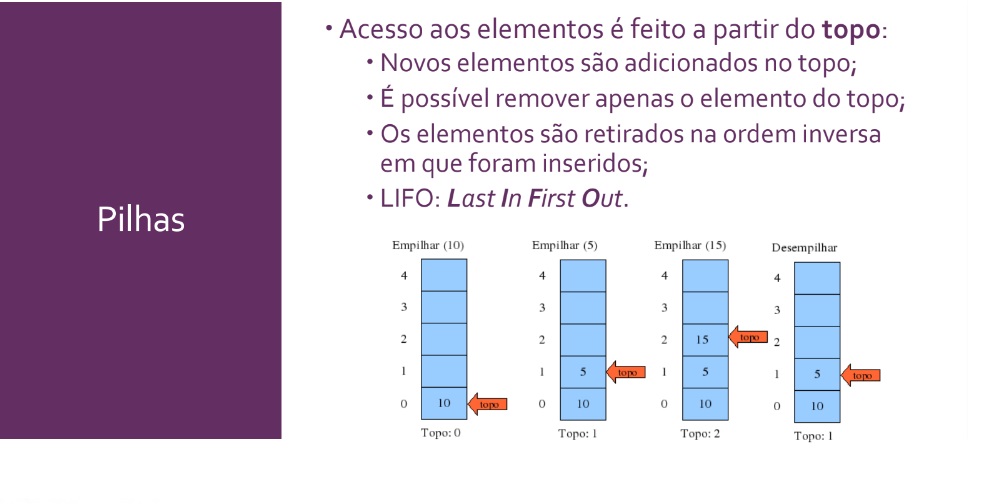 Pilhas
• Acesso aos elementos é feito a partir do topo:
• Novos elementos são adicionados no topo;
• É possível remover apenas o elemento do topo;
• Os elementos são retirados na ordem inversa
em que foram inseridos;
• LIFO: Last In First Out.
Empilhar (10)
4
3
2
1
0 10 topo
Topo: 0
Empilhar (5)
4
3
2
1 5 topo
0 10
Topo: 1
Empilhar (15)
4
3
2 15 topo
1 5
0 10
Topo: 2
Desempilhar
4
3
2
1 5 topo
0 10
Topo: 1